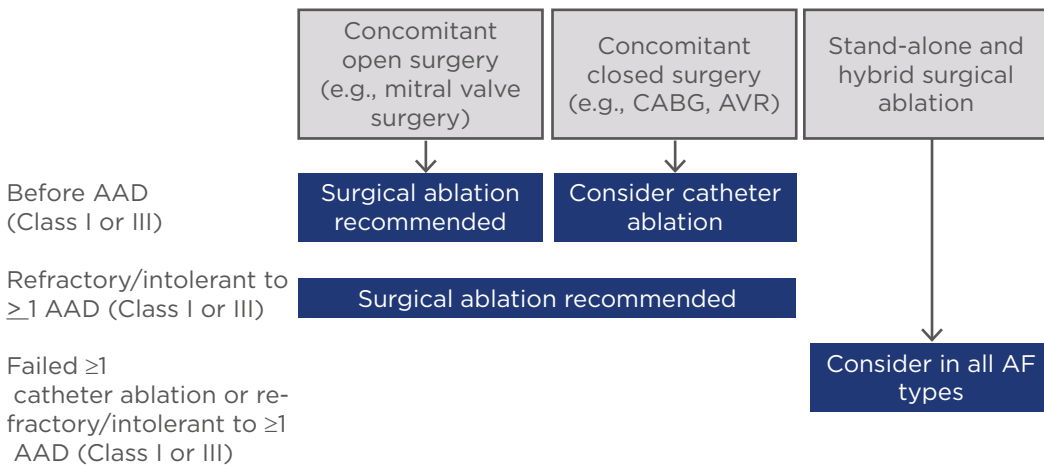 Concomitant
open surgery
(e.g., mitral valve
surgery)
Concomitant
closed surgery
(e.g., CABG, AVR)
Stand-alone and
hybrid surgical
ablation
Before AAD
(Class I or III)
Surgical ablation
recommended
Consider catheter
ablation
Refractory/intolerant to
≥1 AAD (Class I or III)
Surgical ablation recommended
Failed ≥1
catheter ablation or re-
fractory/intolerant to ≥1
AAD (Class I or III)
Consider in all AF
types